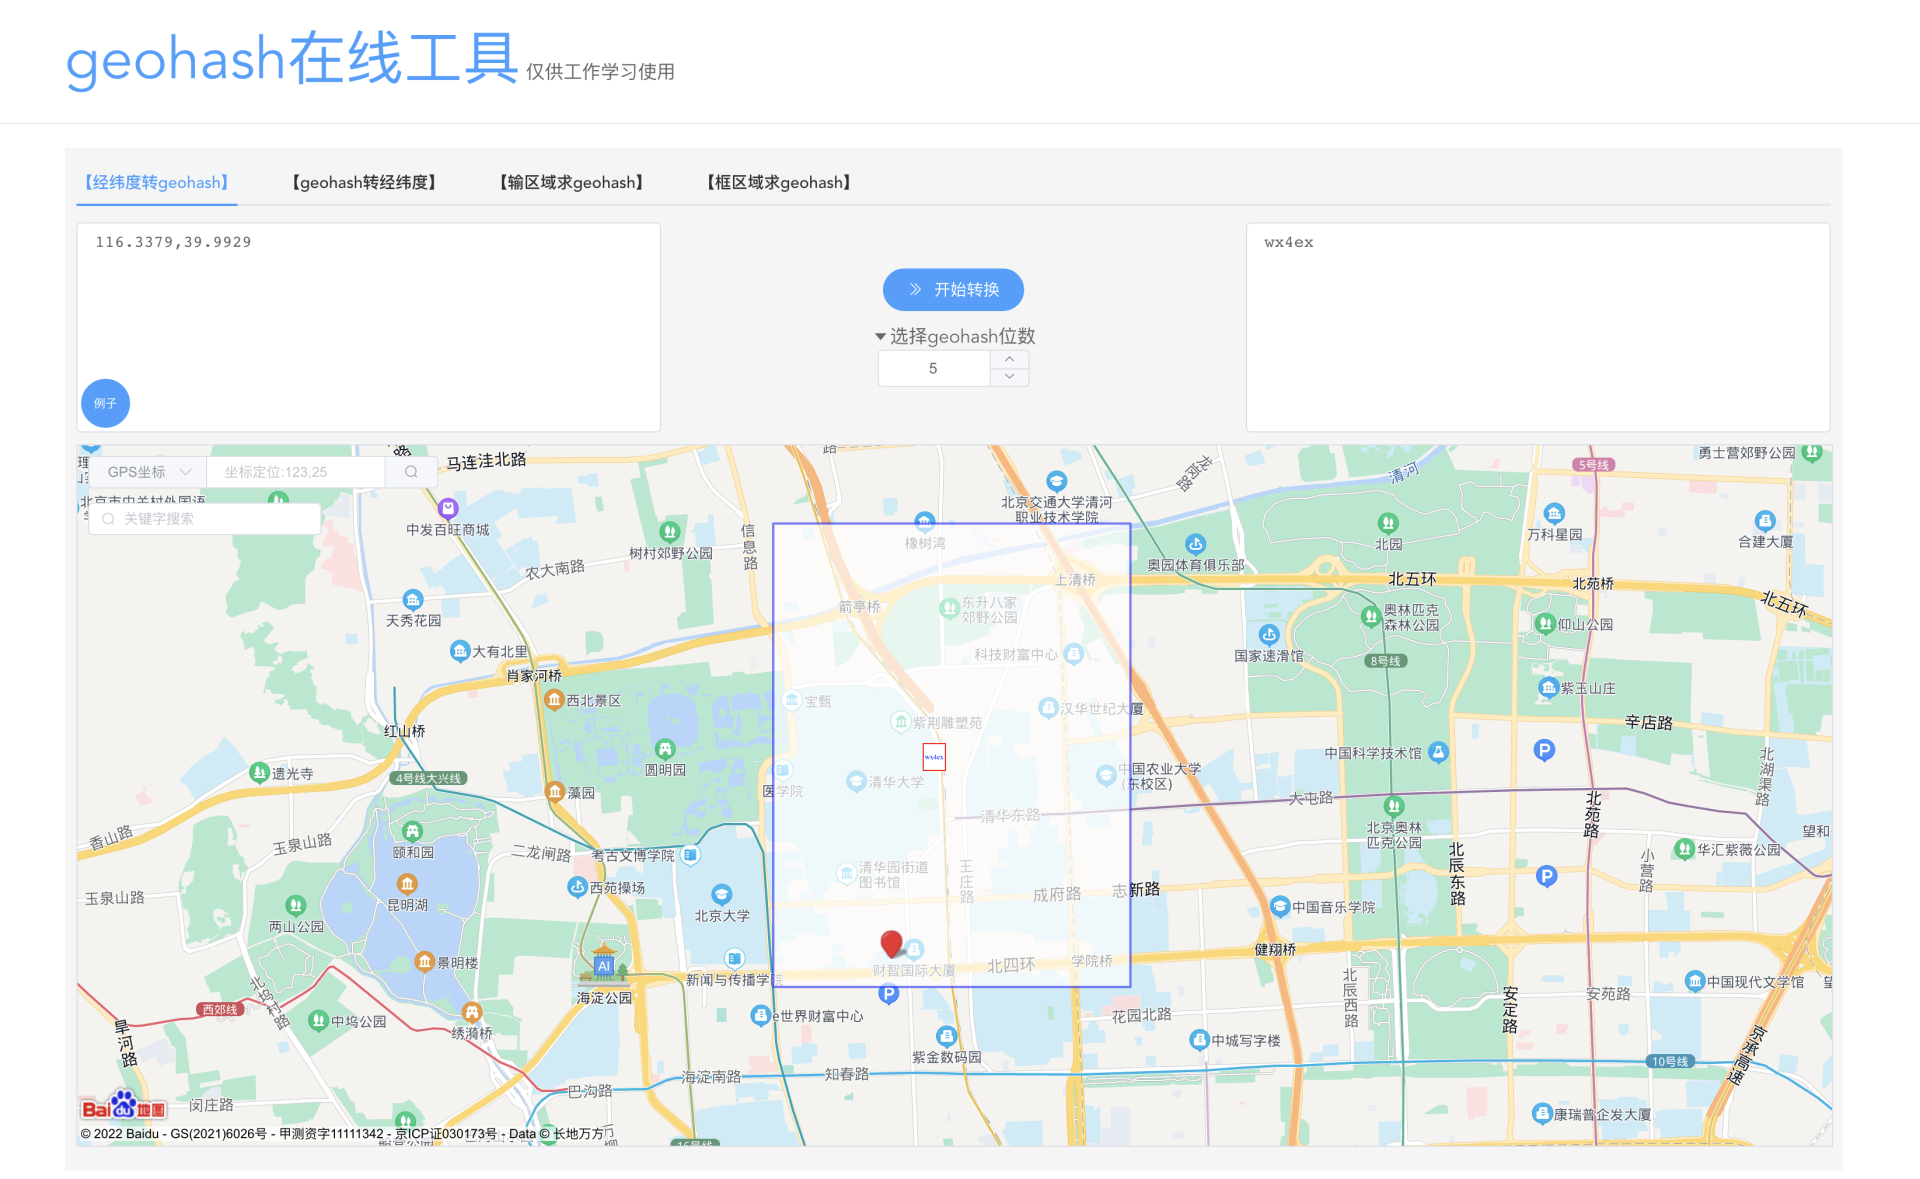 geohash在线工具 仅供工作学习使用
【经纬度转geohash】 【geohash转经纬度】 【输区域求geohash】 【框区域求geohash】
116.3379,39.9929
wx4ex
开始转换
选择geohash位数
5
例子
GPS坐标 坐标定位:123,25
关键字搜索
马连洼北路
路
清河
5号线
勇士营郊野公园
北京市中关村外国语
中发百旺商城
信息路
树村郊野公园
农大南路
橡树湾
北京交通大学清河
职业技术学院
奥园体育俱乐部
北园
万科星园
合建大厦
上清桥
北五环
北苑桥
北五环
箭亭桥
东升八家
郊野公园
奥林匹克
森林公园
仰山公园
天秀花园
大有北里
肖家河桥
科技财富中心
国家速滑馆
8号线
西北景区
宝甄
紫荆雕塑苑
汉华世纪大厦
紫玉山庄
辛店路
红山桥
wx4ex
中国科学技术馆
P
北湖渠路
遗光寺
4号线大兴线
圆明园
医学院
清华大学
中国农业大学
(东校区)
藻园
大屯路
清华东路
北苑路
香山路
玉泉山路
颐和园
二龙闸路
考古文博学院
北京奥林
匹克公园
望和
北辰东路
小营路
华汇紫薇公园
清华园街道
图书馆
王庄路
成府路
志新路
P
玉泉山路
昆明湖
西苑操场
北京大学
中国音乐学院
两山公园
景明楼
AI
海淀公园
新闻与传播学院
财智国际大厦
北四环
学院桥
健翔桥
P
北辰西路
安定路
安苑路
中国现代文学馆
北坞村路
西郊线
中坞公园
绣漪桥
e世界财富中心
花园北路
旱河路
紫金数码园
中城写字楼
10号线
京承高速
巴沟路
海淀南路
知春路
闵庄路
康瑞普企发大厦
Bai du 地图
16号线
© 2022 Baidu - GS(2021)6026号 - 甲测资字11111342 - 京ICP证030173号 - Data © 长地万方